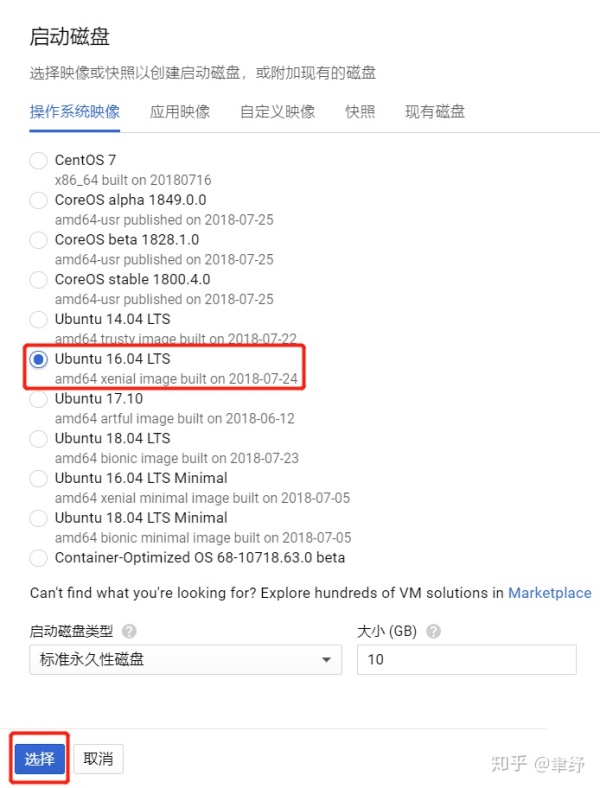 启动磁盘
选择映像或快照以创建启动磁盘，或附加现有的磁盘
操作系统映像 应用映像 自定义映像 快照 现有磁盘
CentOS 7
x86_64 built on 20180716
CoreOS alpha 1849.0.0
amd64-usr published on 2018-07-25
CoreOS beta 1828.1.0
amd64-usr published on 2018-07-25
CoreOS stable 1800.4.0
amd64-usr published on 2018-07-25
Ubuntu 14.04 LTS
amd64 trusty image built on 2018-07-22
Ubuntu 16.04 LTS
amd64 xenial image built on 2018-07-24
Ubuntu 17.10
amd64 artful image built on 2018-06-12
Ubuntu 18.04 LTS
amd64 bionic image built on 2018-07-23
Ubuntu 16.04 LTS Minimal
amd64 xenial minimal image built on 2018-07-05
Ubuntu 18.04 LTS Minimal
amd64 bionic minimal image built on 2018-07-05
Container-Optimized OS 68-10718.63.0 beta
Can't find what you're looking for? Explore hundreds of VM solutions in Marketplace
启动磁盘类型 ? 大小 (GB) ?
标准永久性磁盘 10
选择 取消
知乎 @聿纾